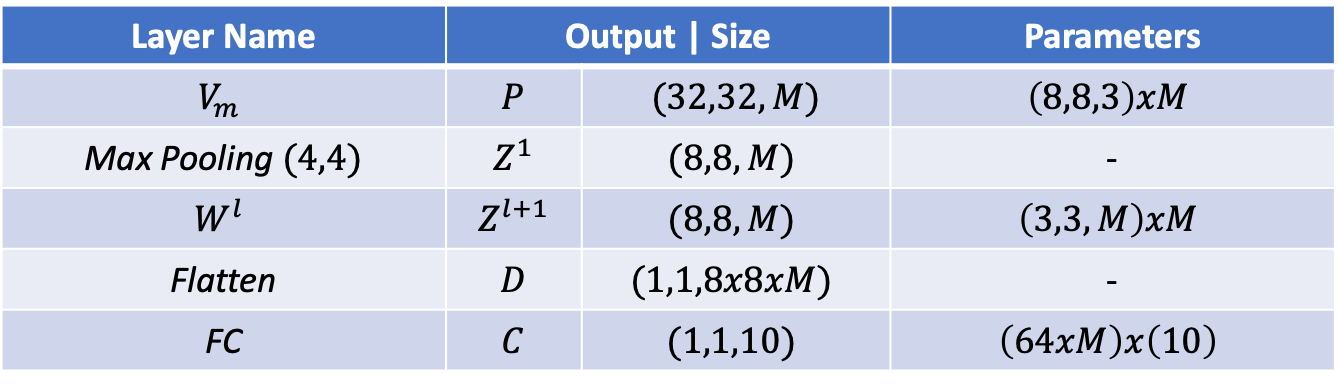 Layer Name Output | Size Parameters
V_m P (32,32, M) (8,8,3)xM
Max Pooling (4,4) Z^1 (8,8, M) -
W^l Z^{l+1} (8,8, M) (3,3, M)xM
Flatten D (1,1,8x8xM) -
FC C (1,1,10) (64xM)x(10)